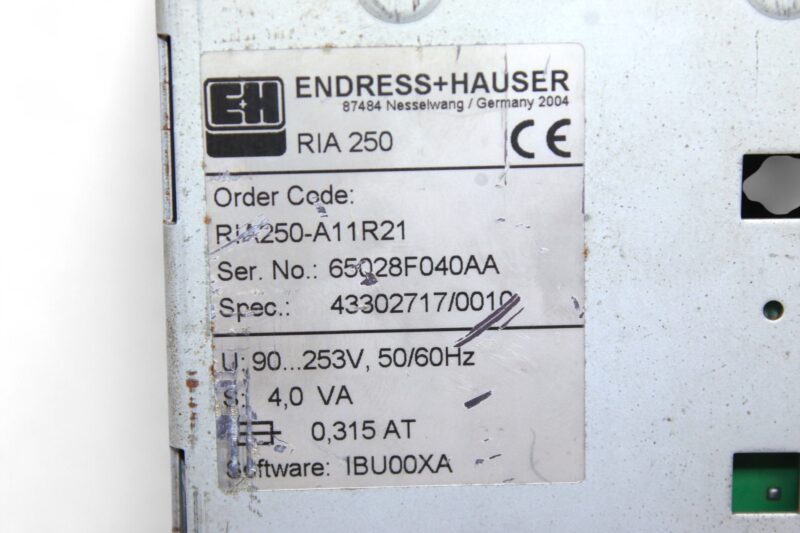 E+H
ENDRESS+HAUSER
87484 Nesselwang / Germany 2004
RIA 250
CE
Order Code:
RIA250-A11R21
Ser. No.: 65028F040AA
Spec.: 43302717/0010
U: 90...253V, 50/60Hz
S: 4,0 VA
0,315 AT
Software: IBU00XA